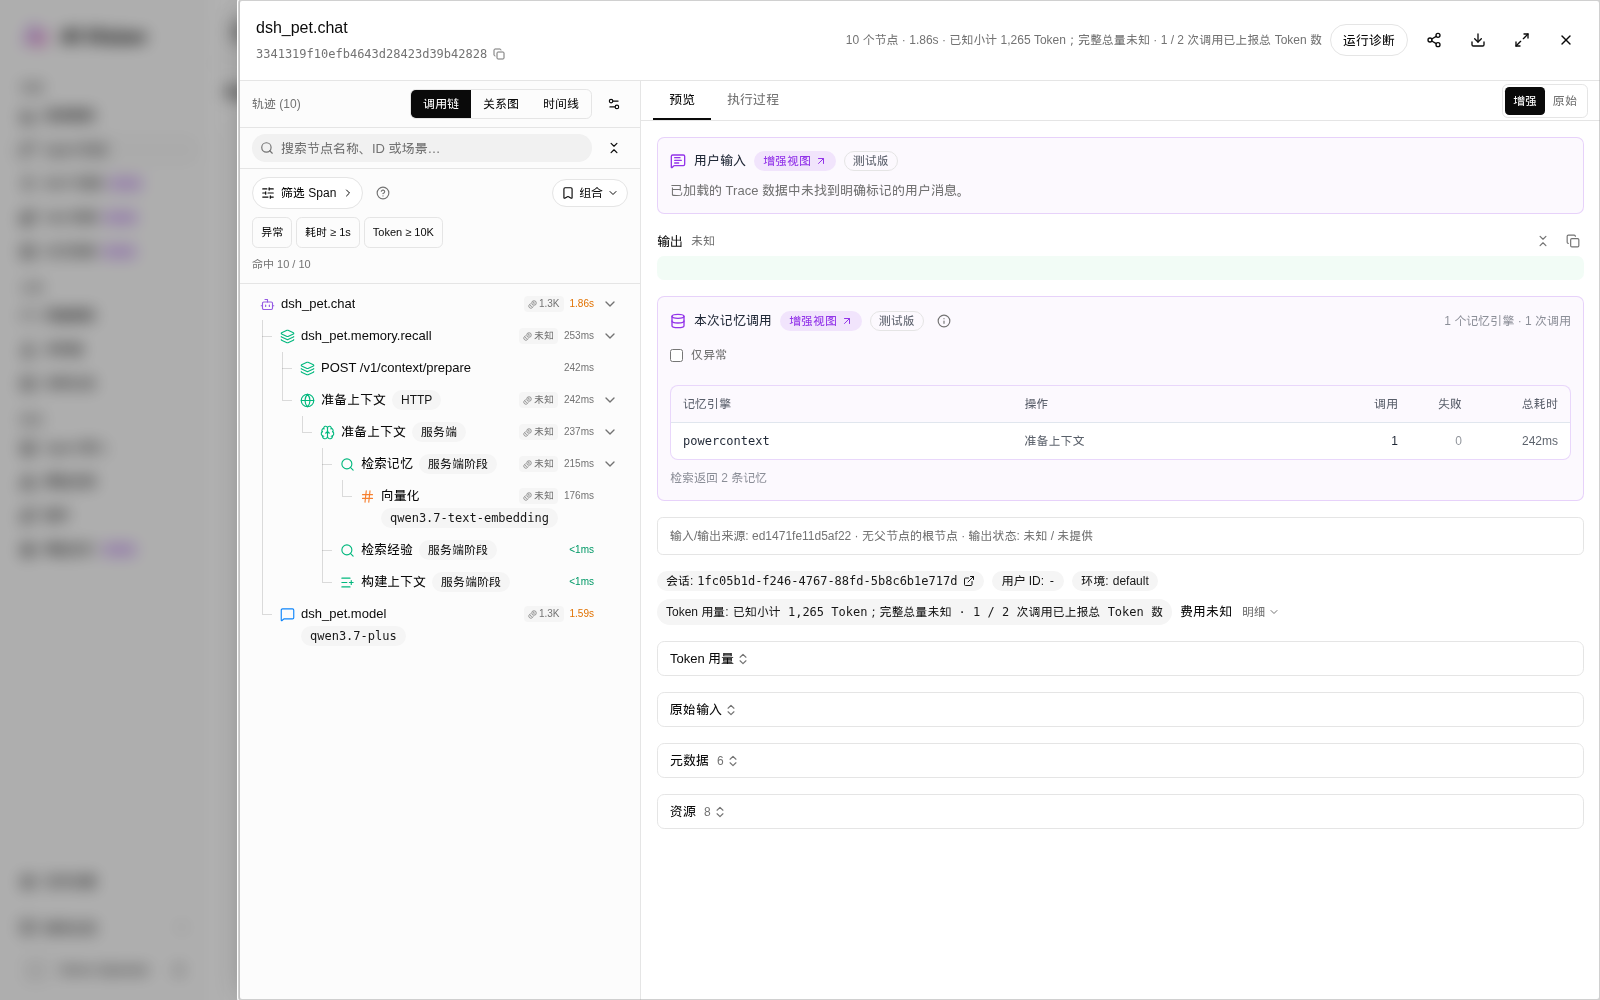 dsh_pet.chat
3341319f10efb4643d28423d39b42828
10 个节点 · 1.86s · 已知小计 1,265 Token；完整总量未知 · 1 / 2 次调用已上报总 Token 数
运行诊断
轨迹 (10)
调用链
关系图
时间线
搜索节点名称、ID 或场景…
筛选 Span
组合
异常
耗时 ≥ 1s
Token ≥ 10K
命中 10 / 10
dsh_pet.chat 1.3K 1.86s
dsh_pet.memory.recall 未知 253ms
POST /v1/context/prepare 242ms
准备上下文 HTTP 未知 242ms
准备上下文 服务端 未知 237ms
检索记忆 服务端阶段 未知 215ms
向量化 未知 176ms
qwen3.7-text-embedding
检索经验 服务端阶段 <1ms
构建上下文 服务端阶段 <1ms
dsh_pet.model 1.3K 1.59s
qwen3.7-plus
预览
执行过程
增强
原始
用户输入 增强视图 测试版
已加载的 Trace 数据中未找到明确标记的用户消息。
输出 未知
本次记忆调用 增强视图 测试版
1 个记忆引擎 · 1 次调用
仅异常
记忆引擎 操作 调用 失败 总耗时
powercontext 准备上下文 1 0 242ms
检索返回 2 条记忆
输入/输出来源: ed1471fe11d5af22 · 无父节点的根节点 · 输出状态: 未知 / 未提供
会话: 1fc05b1d-f246-4767-88fd-5b8c6b1e717d
用户 ID: -
环境: default
Token 用量: 已知小计 1,265 Token；完整总量未知 · 1 / 2 次调用已上报总 Token 数
费用未知
明细
Token 用量
原始输入
元数据 6
资源 8